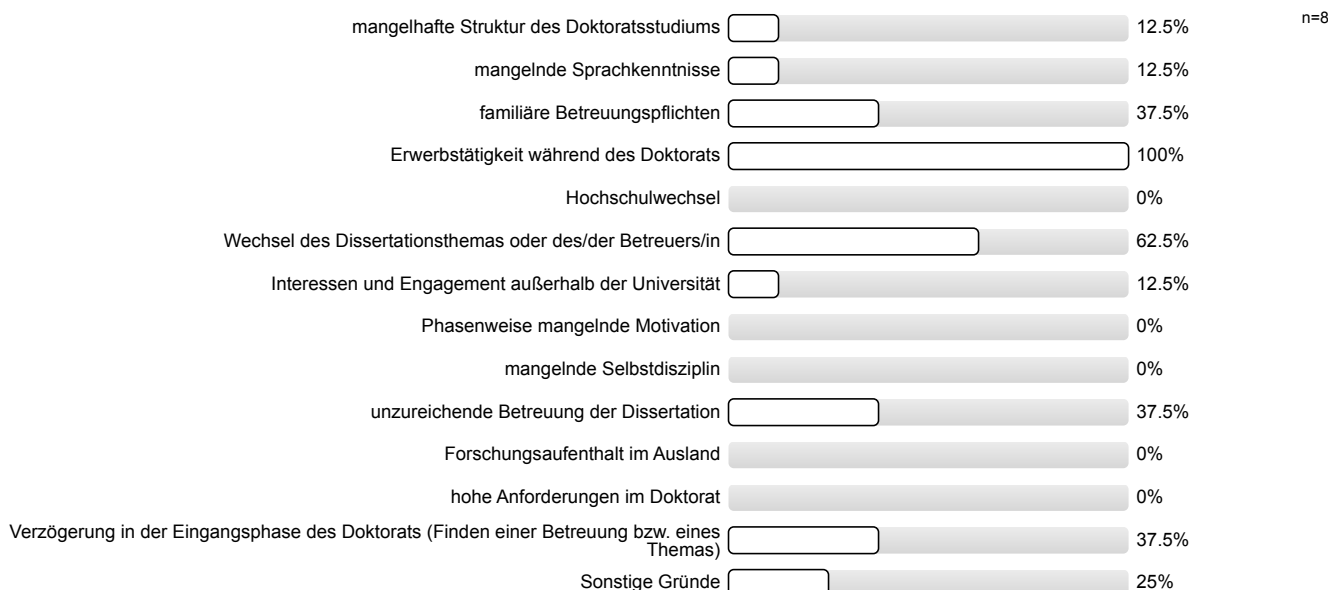 mangelhafte Struktur des Doktoratsstudiums 12.5% n=8
mangelnde Sprachkenntnisse 12.5%
familiäre Betreuungspflichten 37.5%
Erwerbstätigkeit während des Doktorats 100%
Hochschulwechsel 0%
Wechsel des Dissertationsthemas oder des/der Betreuers/in 62.5%
Interessen und Engagement außerhalb der Universität 12.5%
Phasenweise mangelnde Motivation 0%
mangelnde Selbstdisziplin 0%
unzureichende Betreuung der Dissertation 37.5%
Forschungsaufenthalt im Ausland 0%
hohe Anforderungen im Doktorat 0%
Verzögerung in der Eingangsphase des Doktorats (Finden einer Betreuung bzw. eines
Themas) 37.5%
Sonstige Gründe 25%